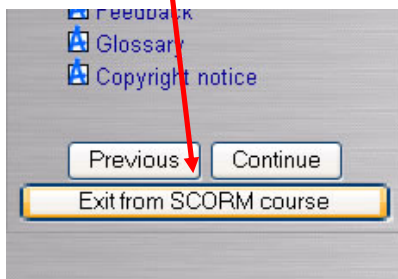 Feedback
Glossary
Copyright notice
Previous Continue
Exit from SCORM course